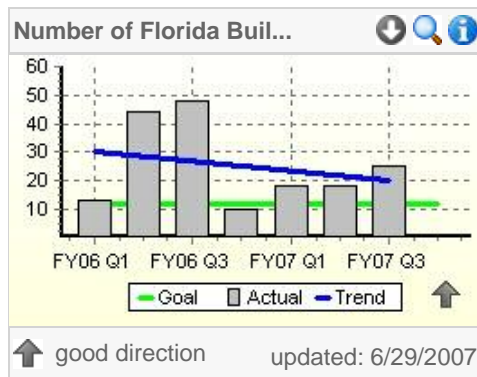 Number of Florida Buil...
60
50
40
30
20
10
FY06 Q1 FY06 Q3 FY07 Q1 FY07 Q3
Goal Actual Trend
good direction updated: 6/29/2007